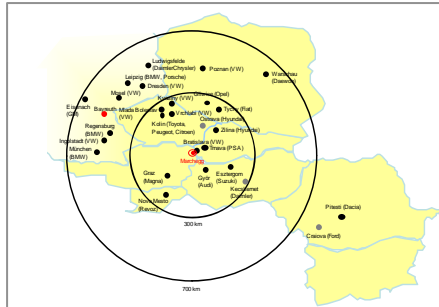 Ludwigsfelde
(DaimlerChrysler)
Poznan (VW)
Warschau
(Daewoo)
Leipzig (BMW, Porsche)
Dresden (VW)
Mosel (VW)
Eisenach
(GM)
Kvasiny (VW)
Gliwice (Opel)
Bayreuth
Mlada Boleslav
(VW)
Vrchlabi (VW)
Tychy (Fiat)
Ostrava (Hyundai)
Kolin (Toyota,
Peugeot, Citroen)
Zilina (Hyundai)
Regensburg
(BMW)
Ingolstadt (VW)
München
(BMW)
Bratislava (VW)
Trnava (PSA)
Marchegg
Graz
(Magna)
Györ
(Audi)
Esztergom
(Suzuki)
Kecskemet
(Daimler)
Novo Mesto
(Revoz)
Pitesti (Dacia)
Craiova (Ford)
300 km
700 km